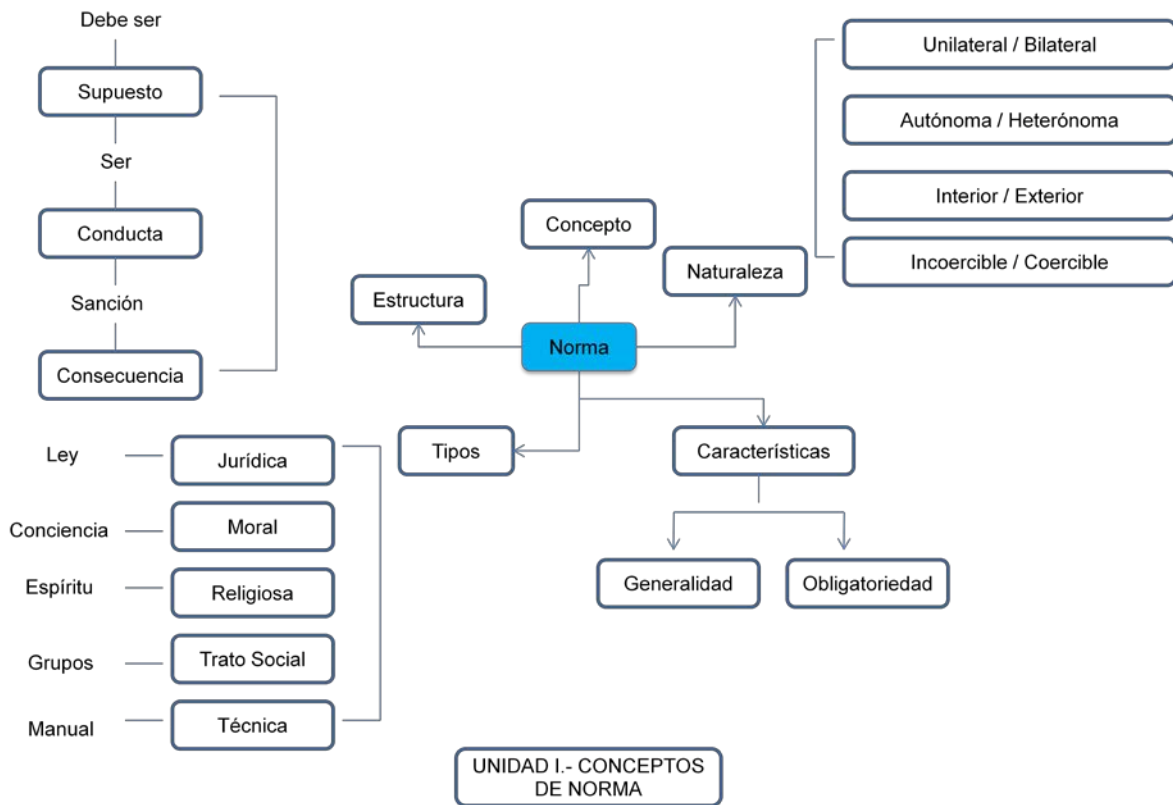 Debe ser
Supuesto
Ser
Conducta
Sanción
Consecuencia
Unilateral / Bilateral
Autónoma / Heterónoma
Interior / Exterior
Incoercible / Coercible
Concepto
Naturaleza
Estructura
Norma
Tipos
Características
Generalidad
Obligatoriedad
Ley
Jurídica
Conciencia
Moral
Espíritu
Religiosa
Grupos
Trato Social
Manual
Técnica
UNIDAD I.- CONCEPTOS
DE NORMA